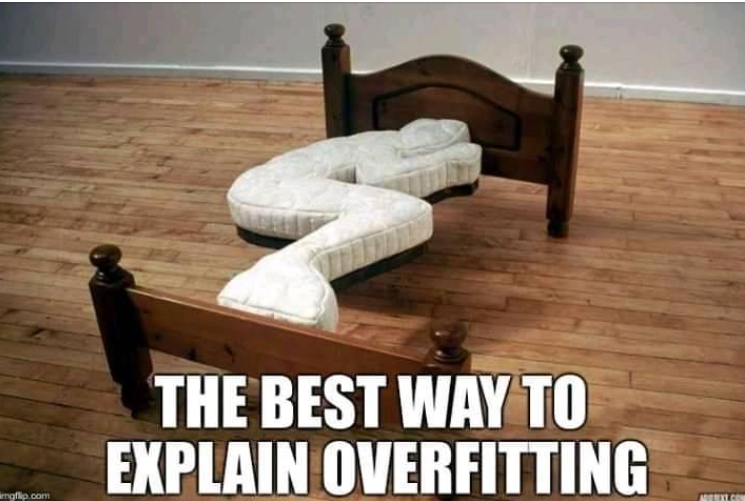 THE BEST WAY TO
EXPLAIN OVERFITTING
imgflip.com